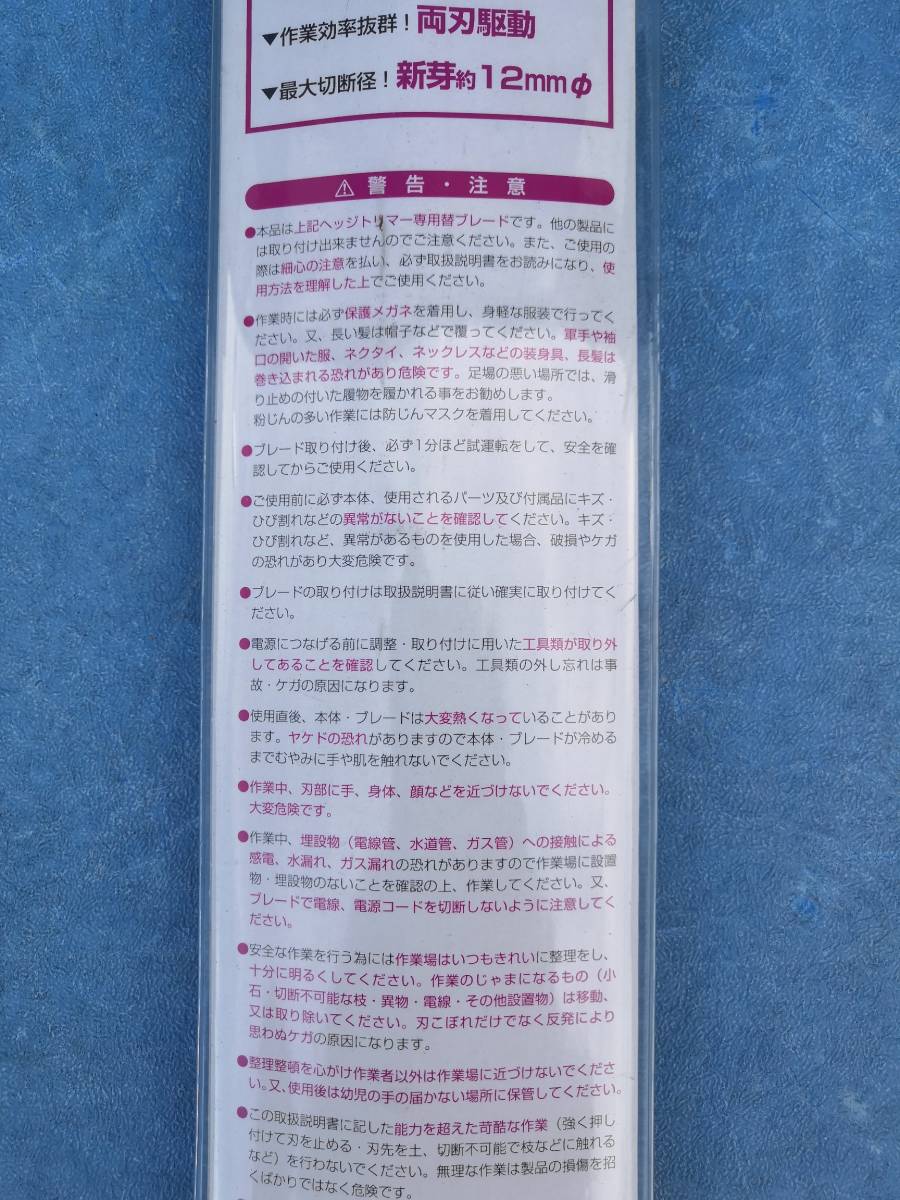 ▼作業効率抜群！両刃駆動
▼最大切断径！新芽約12mmφ
⚠警告・注意
●本品は上記ヘッジトリマー専用替ブレードです。他の製品に
は取り付け出来ませんのでご注意ください。また、ご使用の
際は細心の注意を払い、必ず取扱説明書をお読みになり、使
用方法を理解した上でご使用ください。
●作業時には必ず保護メガネを着用し、身軽な服装で行ってく
ださい。又、長い髪は帽子などで覆ってください。軍手や袖
口の開いた服、ネクタイ、ネックレスなどの装身具、長髪は
巻き込まれる恐れがあり危険です。足場の悪い場所では、滑
り止めの付いた履物を履かれる事をお勧めします。
粉じんの多い作業には防じんマスクを着用してください。
●ブレード取り付け後、必ず1分ほど試運転をして、安全を確
認してからご使用ください。
●ご使用前に必ず本体、使用されるパーツ及び付属品にキズ・
ひび割れなどの異常がないことを確認してください。キズ・
ひび割れなど、異常があるものを使用した場合、破損やケガ
の恐れがあり大変危険です。
●ブレードの取り付けは取扱説明書に従い確実に取り付けてく
ださい。
●電源につなげる前に調整・取り付けに用いた工具類が取り外
してあることを確認してください。工具類の外し忘れは事
故・ケガの原因になります。
●使用直後、本体・ブレードは大変熱くなっていることがあり
ます。ヤケドの恐れがありますので本体・ブレードが冷める
までむやみに手や肌を触れないでください。
●作業中、刃部に手、身体、顔などを近づけないでください。
大変危険です。
●作業中、埋設物（電線管、水道管、ガス管）への接触による
感電、水漏れ、ガス漏れの恐れがありますので作業場に設置
物・埋設物のないことを確認の上、作業してください。又、
ブレードで電線、電源コードを切断しないように注意してく
ださい。
●安全な作業を行う為には作業場はいつもきれいに整理をし、
十分に明るくしてください。作業のじゃまになるもの（小
石・切断不可能な枝・異物・電線・その他設置物）は移動、
又は取り除いてください。刃こぼれだけでなく反発により
思わぬケガの原因になります。
●整理整頓を心がけ作業者以外は作業場に近づけないでくださ
い。又、使用後は幼児の手の届かない場所に保管してください。
●この取扱説明書に記した能力を超えた苛酷な作業（強く押し
付けて刃を止める・刃先を土、切断不可能で枝などに触れる
など）を行わないでください。無理な作業は製品の損傷を招
くばかりではなく危険です。